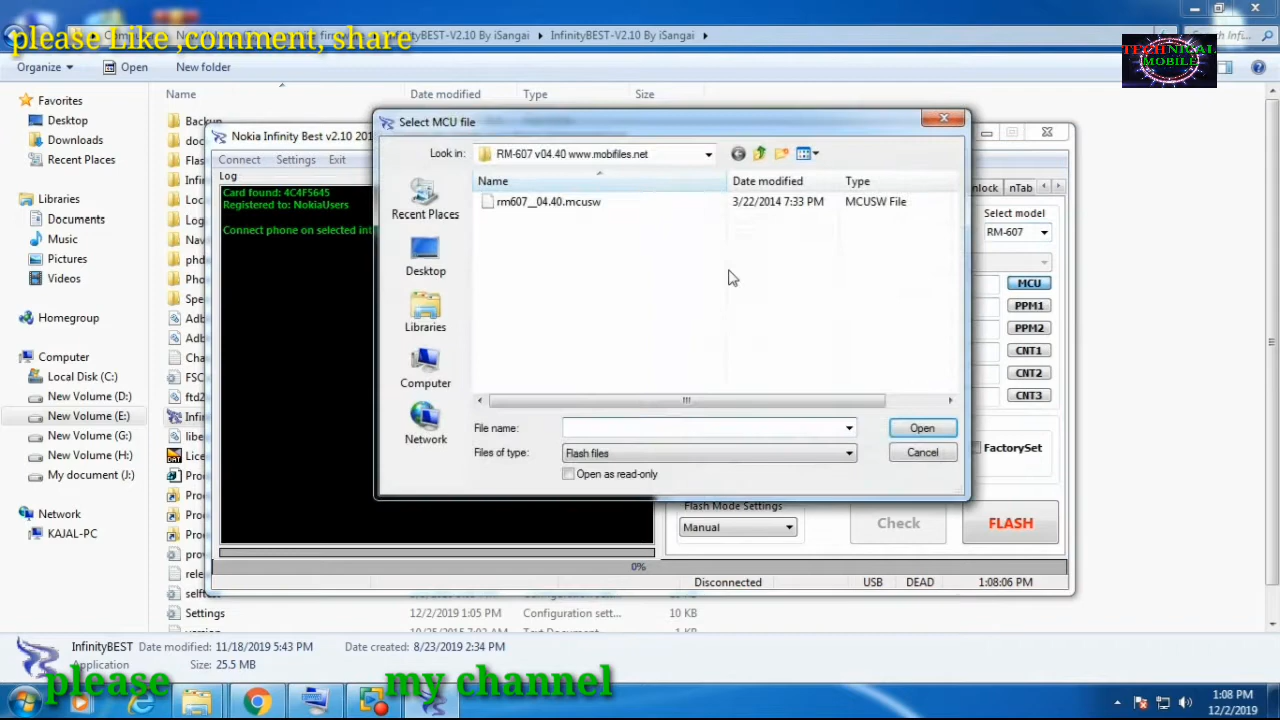 please Like ,comment, share
InfinityBEST-V2.10 By iSangai
Organize
Open
New folder
TECHNICAL
MOBILE
Name
Date modified
Type
Size
Favorites
Desktop
Downloads
Recent Places
Libraries
Documents
Music
Pictures
Videos
Homegroup
Computer
Local Disk (C:)
New Volume (D:)
New Volume (E:)
New Volume (G:)
New Volume (H:)
My document (J:)
Network
KAJAL-PC
Settings
12/2/2019 1:05 PM
Configuration sett...
10 KB
Nokia Infinity Best v2.10 201
Connect
Settings
Exit
Log
Card found: 4C4F5645
Registered to: NokiaUsers
Connect phone on selected int
Select MCU file
Look in:
RM-607 v04.40 www.mobifiles.net
Name
Date modified
Type
rm607__04.40.mcusw
3/22/2014 7:33 PM
MCUSW File
Recent Places
Desktop
Libraries
Computer
Network
File name:
Open
Files of type:
Flash files
Cancel
Open as read-only
nlock
nTab
Select model
RM-607
MCU
PPM1
PPM2
CNT1
CNT2
CNT3
FactorySet
Flash Mode Settings
Manual
Check
FLASH
0%
Disconnected
USB
DEAD
1:08:06 PM
InfinityBEST
Date modified: 11/18/2019 5:43 PM
Date created: 8/23/2019 2:34 PM
Application
Size: 25.5 MB
please
my channel
1:08 PM
12/2/2019